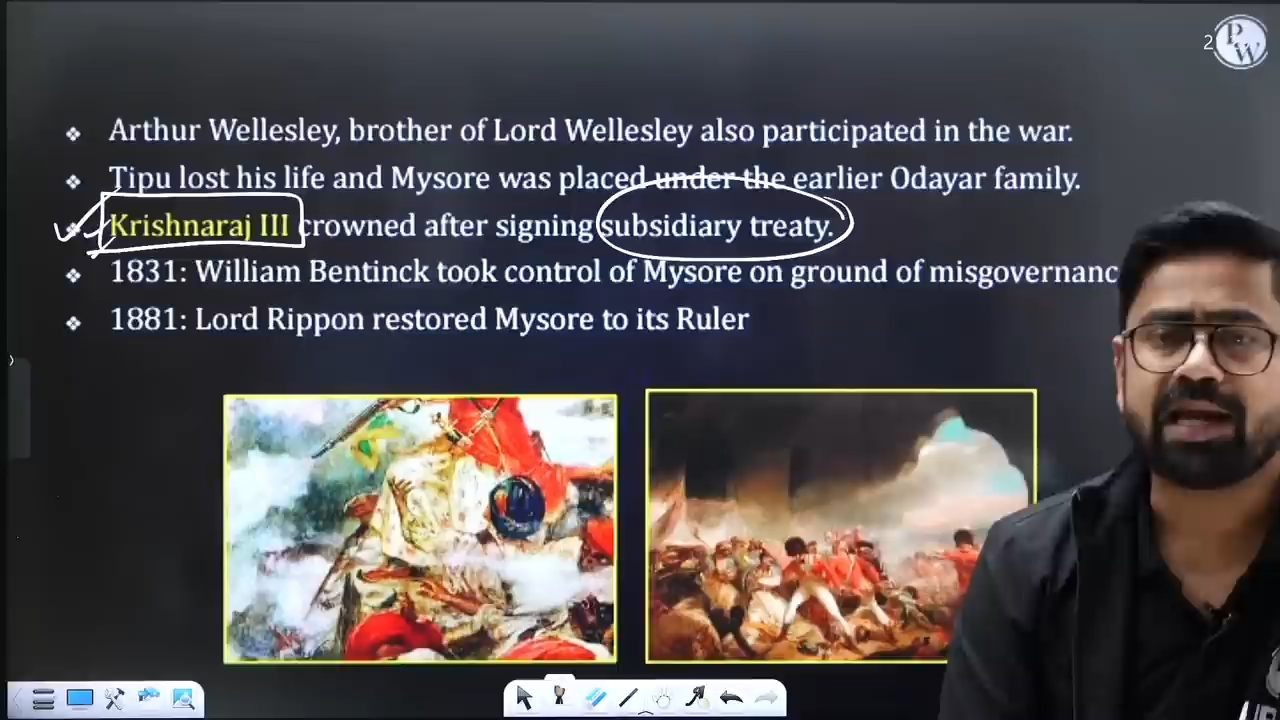 2
PW
Arthur Wellesley, brother of Lord Wellesley also participated in the war.
Tipu lost his life and Mysore was placed under the earlier Odayar family.
Krishnaraj III crowned after signing subsidiary treaty.
1831: William Bentinck took control of Mysore on ground of misgovernanc
1881: Lord Rippon restored Mysore to its Ruler